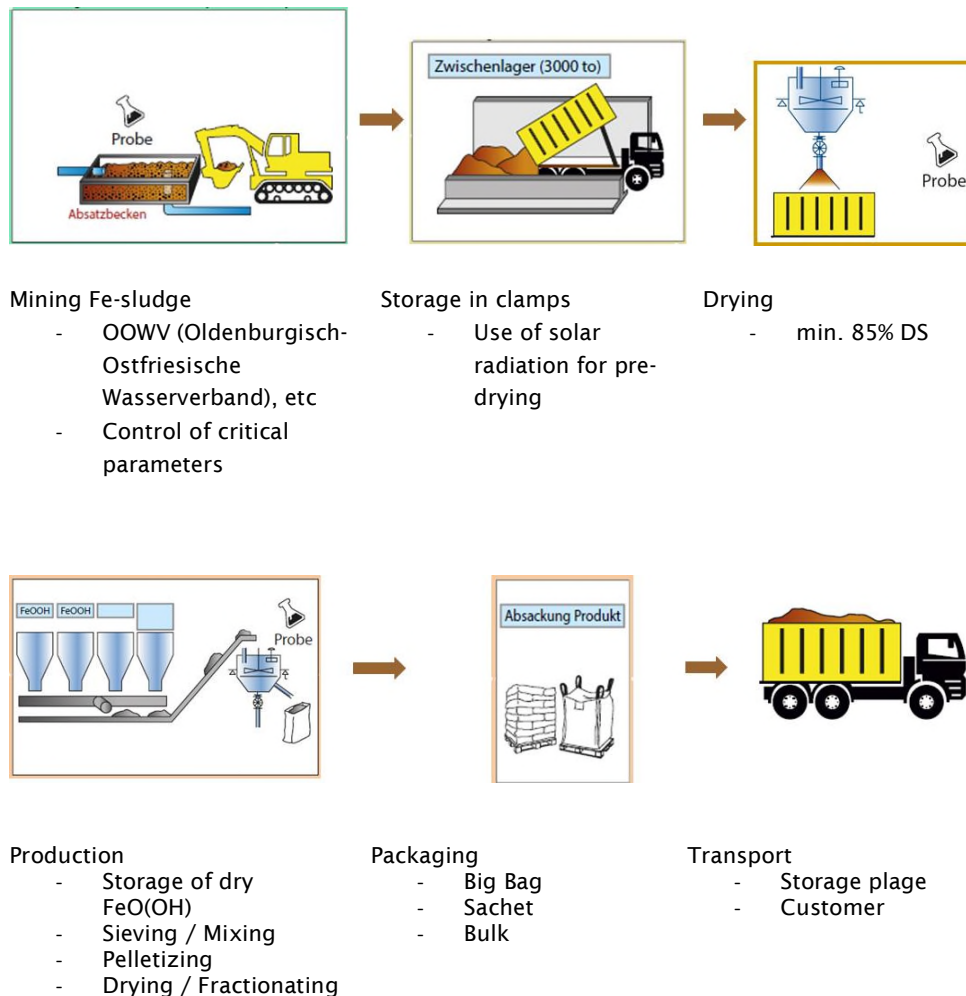 Probe
Absatzbecken
Zwischenlager (3000 to)
Probe
Mining Fe-sludge
- OOWV (Oldenburgisch-
Ostfriesische
Wasserverband), etc
- Control of critical
parameters
Storage in clamps
- Use of solar
radiation for pre-
drying
Drying
- min. 85% DS
FeOOH FeOOH
Probe
Absackung Produkt
Production
- Storage of dry
FeO(OH)
- Sieving / Mixing
- Pelletizing
- Drying / Fractionating
Packaging
- Big Bag
- Sachet
- Bulk
Transport
- Storage plage
- Customer